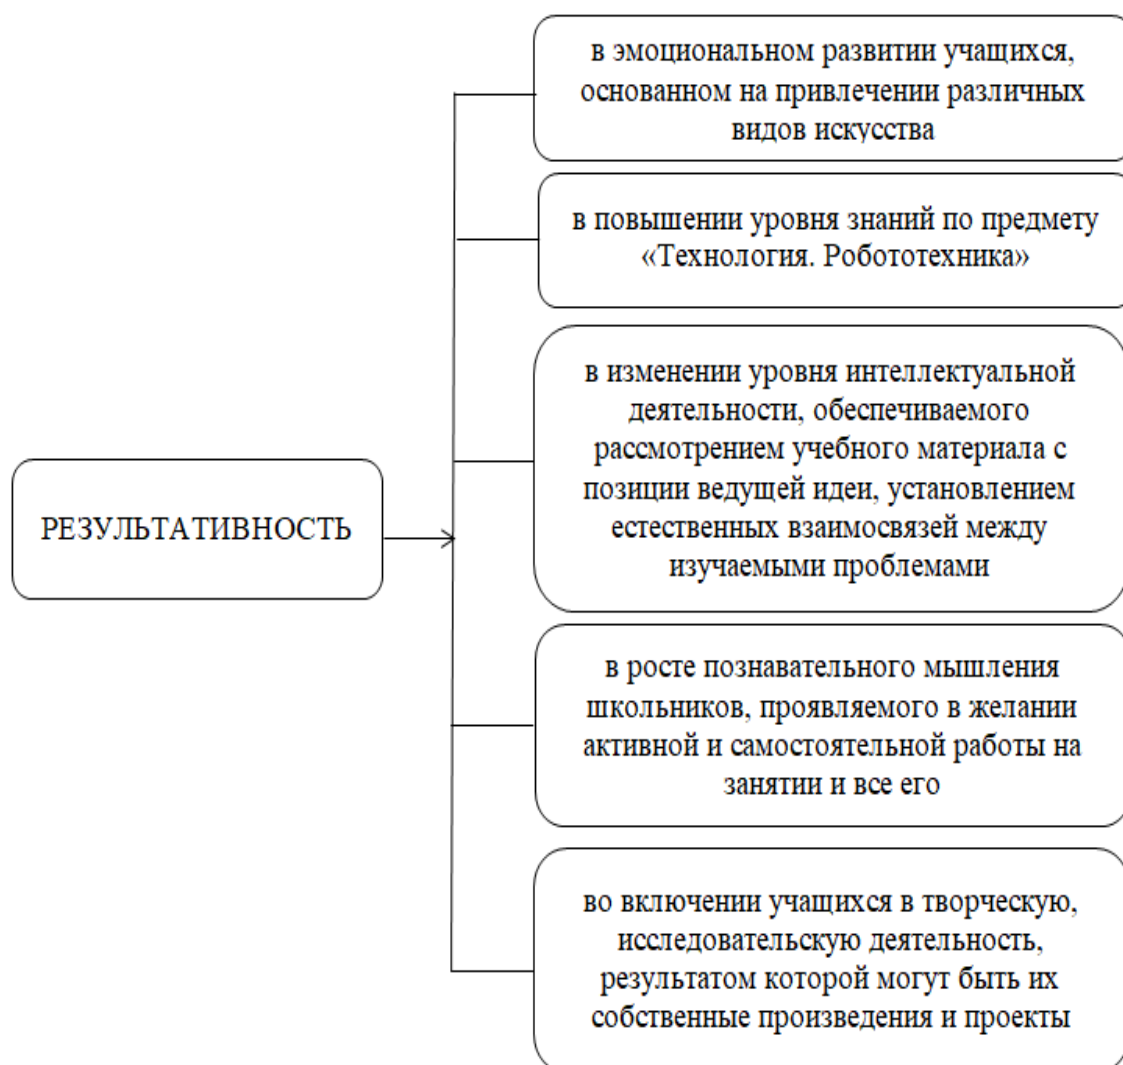 в эмоциональном развитии учащихся,
основанном на привлечении различных
видов искусства
в повышении уровня знаний по предмету
«Технология. Робототехника»
в изменении уровня интеллектуальной
деятельности, обеспечиваемого
рассмотрением учебного материала с
позиции ведущей идеи, установлением
естественных взаимосвязей между
изучаемыми проблемами
РЕЗУЛЬТАТИВНОСТЬ
в росте познавательного мышления
школьников, проявляемого в желании
активной и самостоятельной работы на
занятии и все его
во включении учащихся в творческую,
исследовательскую деятельность,
результатом которой могут быть их
собственные произведения и проекты